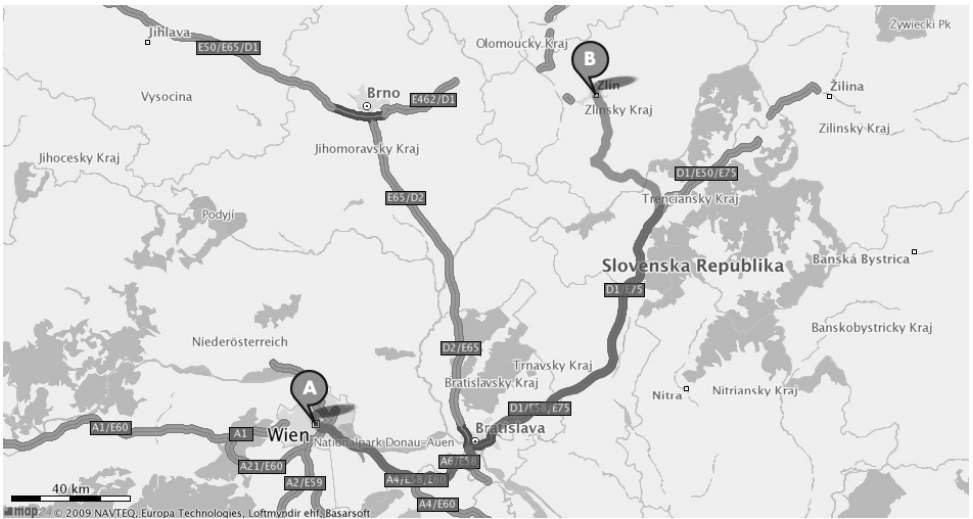 Żywiecki Pk
Jihlava
Olomoucky Kraj
E50/E65/D1
B
Vysocina
Brno
E462/D1
Zlín
Zlínsky Kraj
Žilina
Zilinsky Kraj
Jihocesky Kraj
Jihomoravsky Kraj
D1/E50/E75
E65/D2
Trenciansky Kraj
Podyjí
Slovenska Republika
Banská Bystrica
D1/E75
Banskobystricky Kraj
Niederösterreich
D2/E65
Trnavsky Kraj
Bratislavsky Kraj
A
Nitra
Nitriansky Kraj
D1/E58/E75
A1/E60
A1
Wien
Nationalpark Donau-Auen
Bratislava
A21/E60
A6/E58
A2/E59
A4/E58/E60
40 km
A4/E60
map24
© 2009 NAVTEQ, Europa Technologies, Loftmyndir ehf, Basarsoft